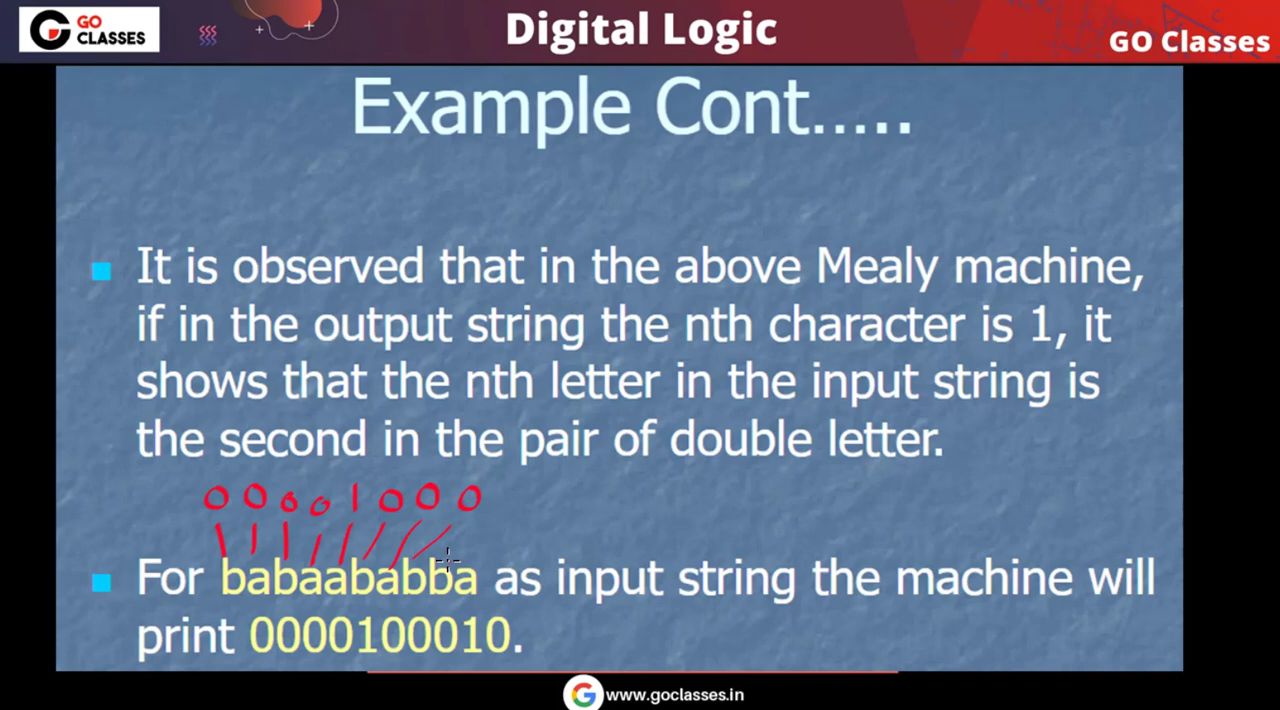 GO
CLASSES
Digital Logic
GO Classes
Example Cont.....
It is observed that in the above Mealy machine,
if in the output string the nth character is 1, it
shows that the nth letter in the input string is
the second in the pair of double letter.
0 0 0 0 1 0 0 0
For babaababba as input string the machine will
print 0000100010.
www.goclasses.in